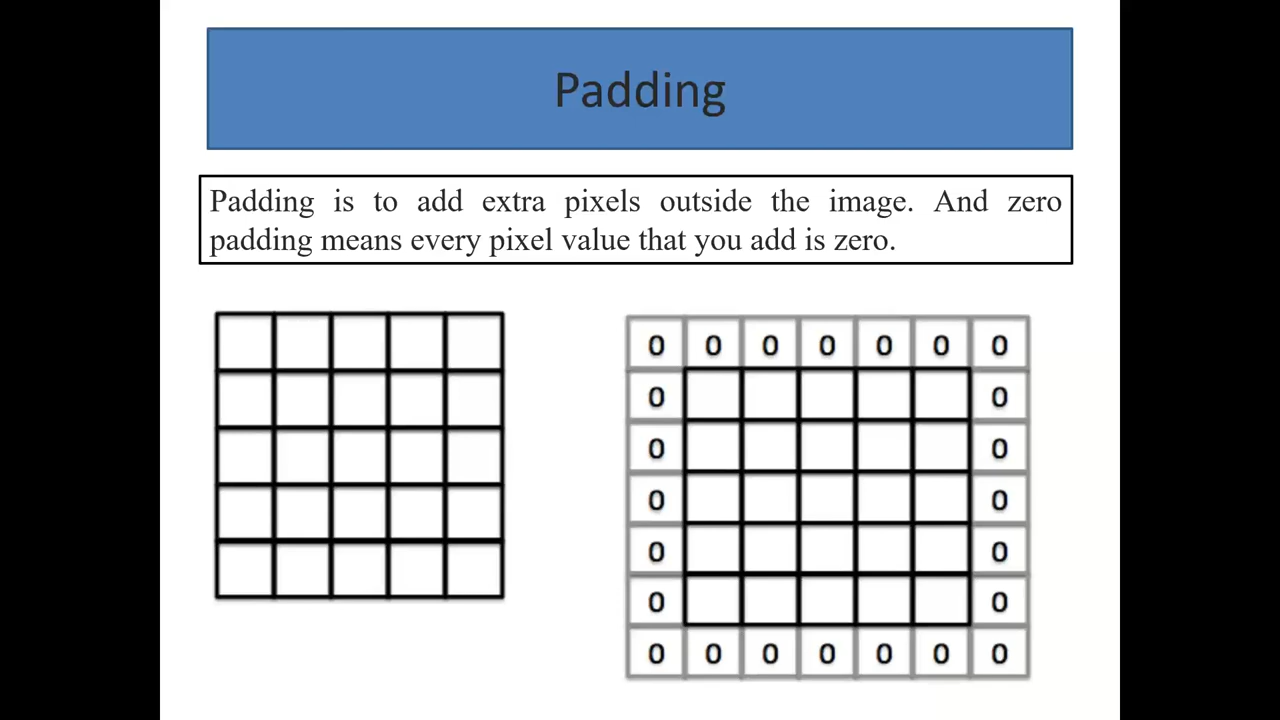 Padding
Padding is to add extra pixels outside the image. And zero
padding means every pixel value that you add is zero.
0 0 0 0 0 0 0
0 0
0 0
0 0
0 0
0 0
0 0 0 0 0 0 0